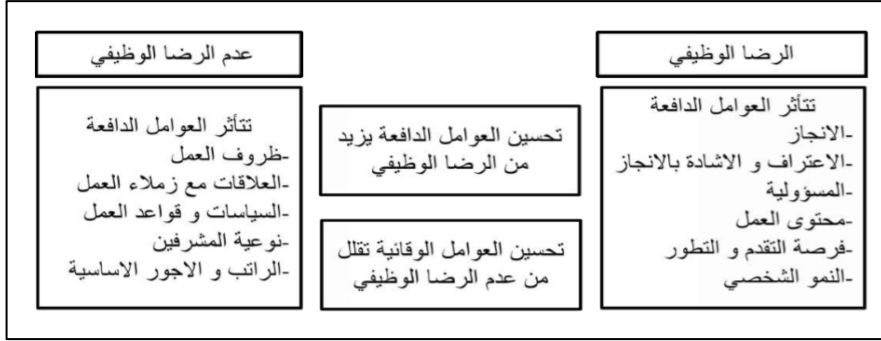 الرضا الوظيفي
تتأثر العوامل الدافعة
-الانجاز
-الاعتراف و الاشادة بالانجاز
-المسؤولية
-محتوى العمل
-فرصة التقدم و التطور
-النمو الشخصي
تحسين العوامل الدافعة يزيد
من الرضا الوظيفي
تحسين العوامل الوقائية تقلل
من عدم الرضا الوظيفي
عدم الرضا الوظيفي
تتأثر العوامل الدافعة
-ظروف العمل
-العلاقات مع زملاء العمل
-السياسات و قواعد العمل
-نوعية المشرفين
-الراتب و الاجور الاساسية